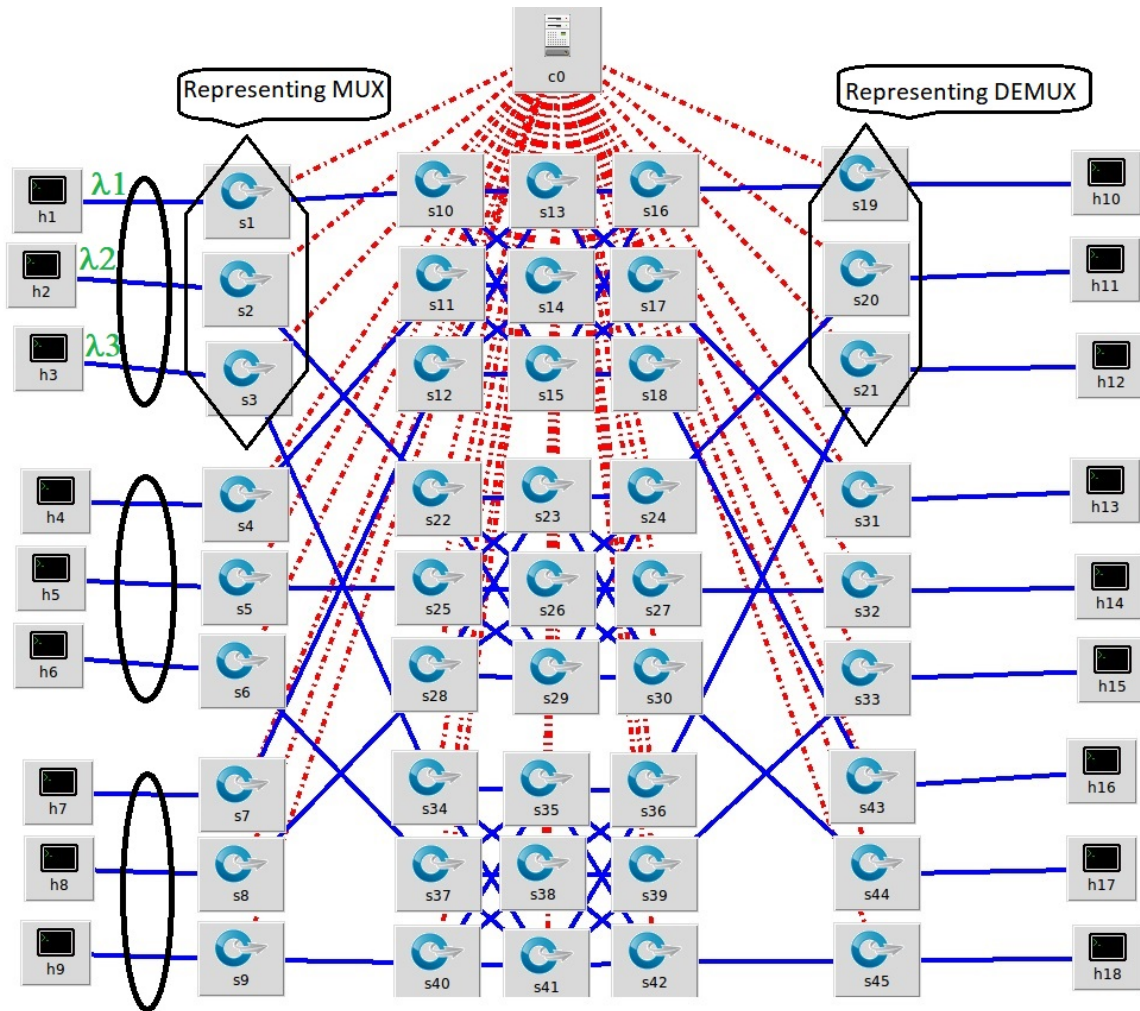 c0
Representing MUX
Representing DEMUX
λ1
h1
s1
s10
s13
s16
s19
h10
λ2
h2
s2
s11
s14
s17
s20
h11
λ3
h3
s3
s12
s15
s18
s21
h12
h4
s4
s22
s23
s24
s31
h13
h5
s5
s25
s26
s27
s32
h14
h6
s6
s28
s29
s30
s33
h15
h7
s7
s34
s35
s36
s43
h16
h8
s8
s37
s38
s39
s44
h17
h9
s9
s40
s41
s42
s45
h18